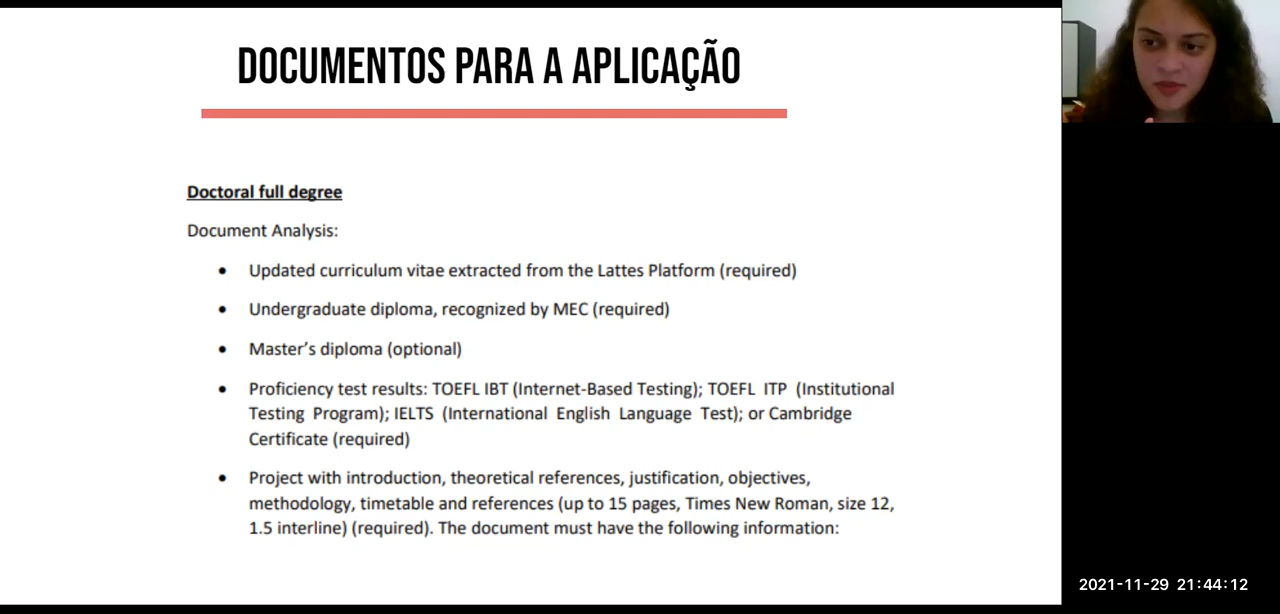 DOCUMENTOS PARA A APLICAÇÃO
Doctoral full degree
Document Analysis:
• Updated curriculum vitae extracted from the Lattes Platform (required)
• Undergraduate diploma, recognized by MEC (required)
• Master's diploma (optional)
• Proficiency test results: TOEFL IBT (Internet-Based Testing); TOEFL ITP (Institutional
Testing Program); IELTS (International English Language Test); or Cambridge
Certificate (required)
• Project with introduction, theoretical references, justification, objectives,
methodology, timetable and references (up to 15 pages, Times New Roman, size 12,
1.5 interline) (required). The document must have the following information:
2021-11-29 21:44:12